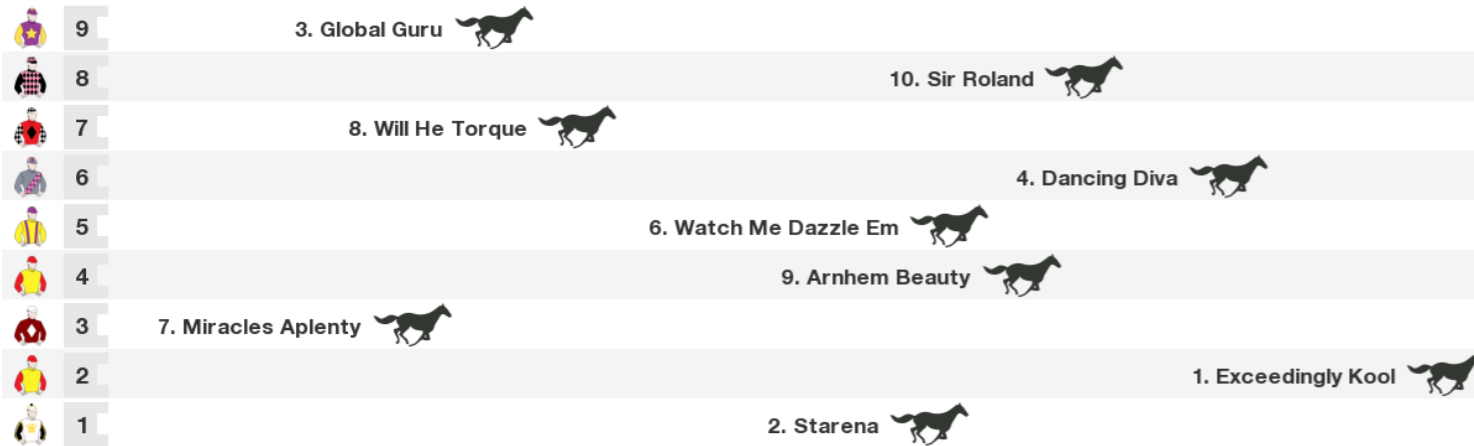 9 3. Global Guru
8 10. Sir Roland
7 8. Will He Torque
6 4. Dancing Diva
5 6. Watch Me Dazzle Em
4 9. Arnhem Beauty
3 7. Miracles Aplenty
2 1. Exceedingly Kool
1 2. Starena